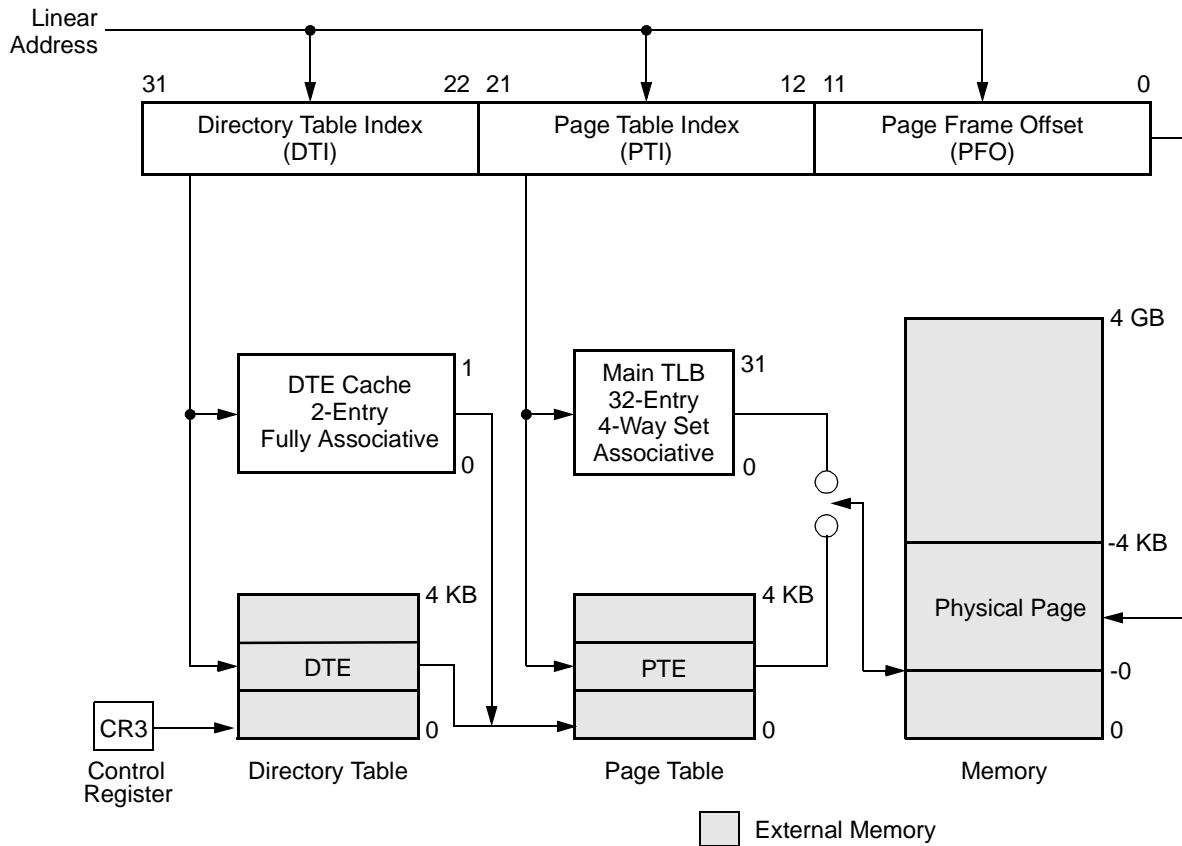 Linear
Address
31
22
21
12
11
0
Directory Table Index
(DTI)
Page Table Index
(PTI)
Page Frame Offset
(PFO)
4 GB
DTE Cache
2-Entry
Fully Associative
1
0
Main TLB
32-Entry
4-Way Set
Associative
31
0
-4 KB
Physical Page
-0
0
4 KB
DTE
0
4 KB
PTE
0
CR3
Control
Register
Directory Table
Page Table
Memory
External Memory